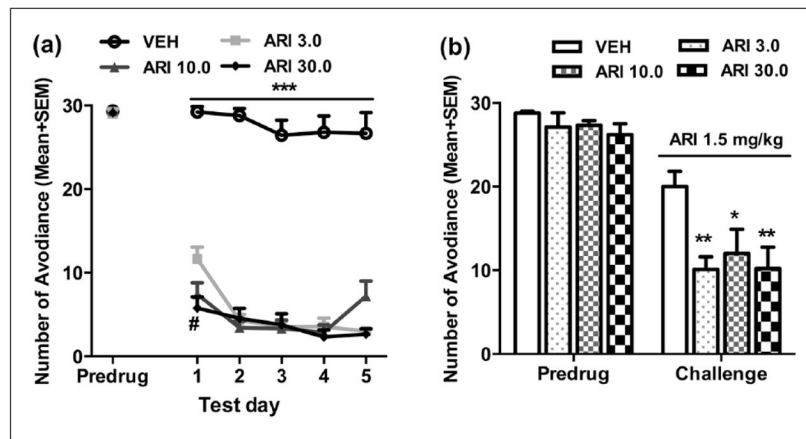 (a)
VEH
ARI 3.0
ARI 10.0
ARI 30.0
***
Number of Avodiance (Mean+SEM)
30
20
10
0
#
Predrug
1
2
3
4
5
Test day
(b)
VEH
ARI 3.0
ARI 10.0
ARI 30.0
Number of Avodiance (Mean+SEM)
30
20
10
0
ARI 1.5 mg/kg
**
*
**
Predrug
Challenge